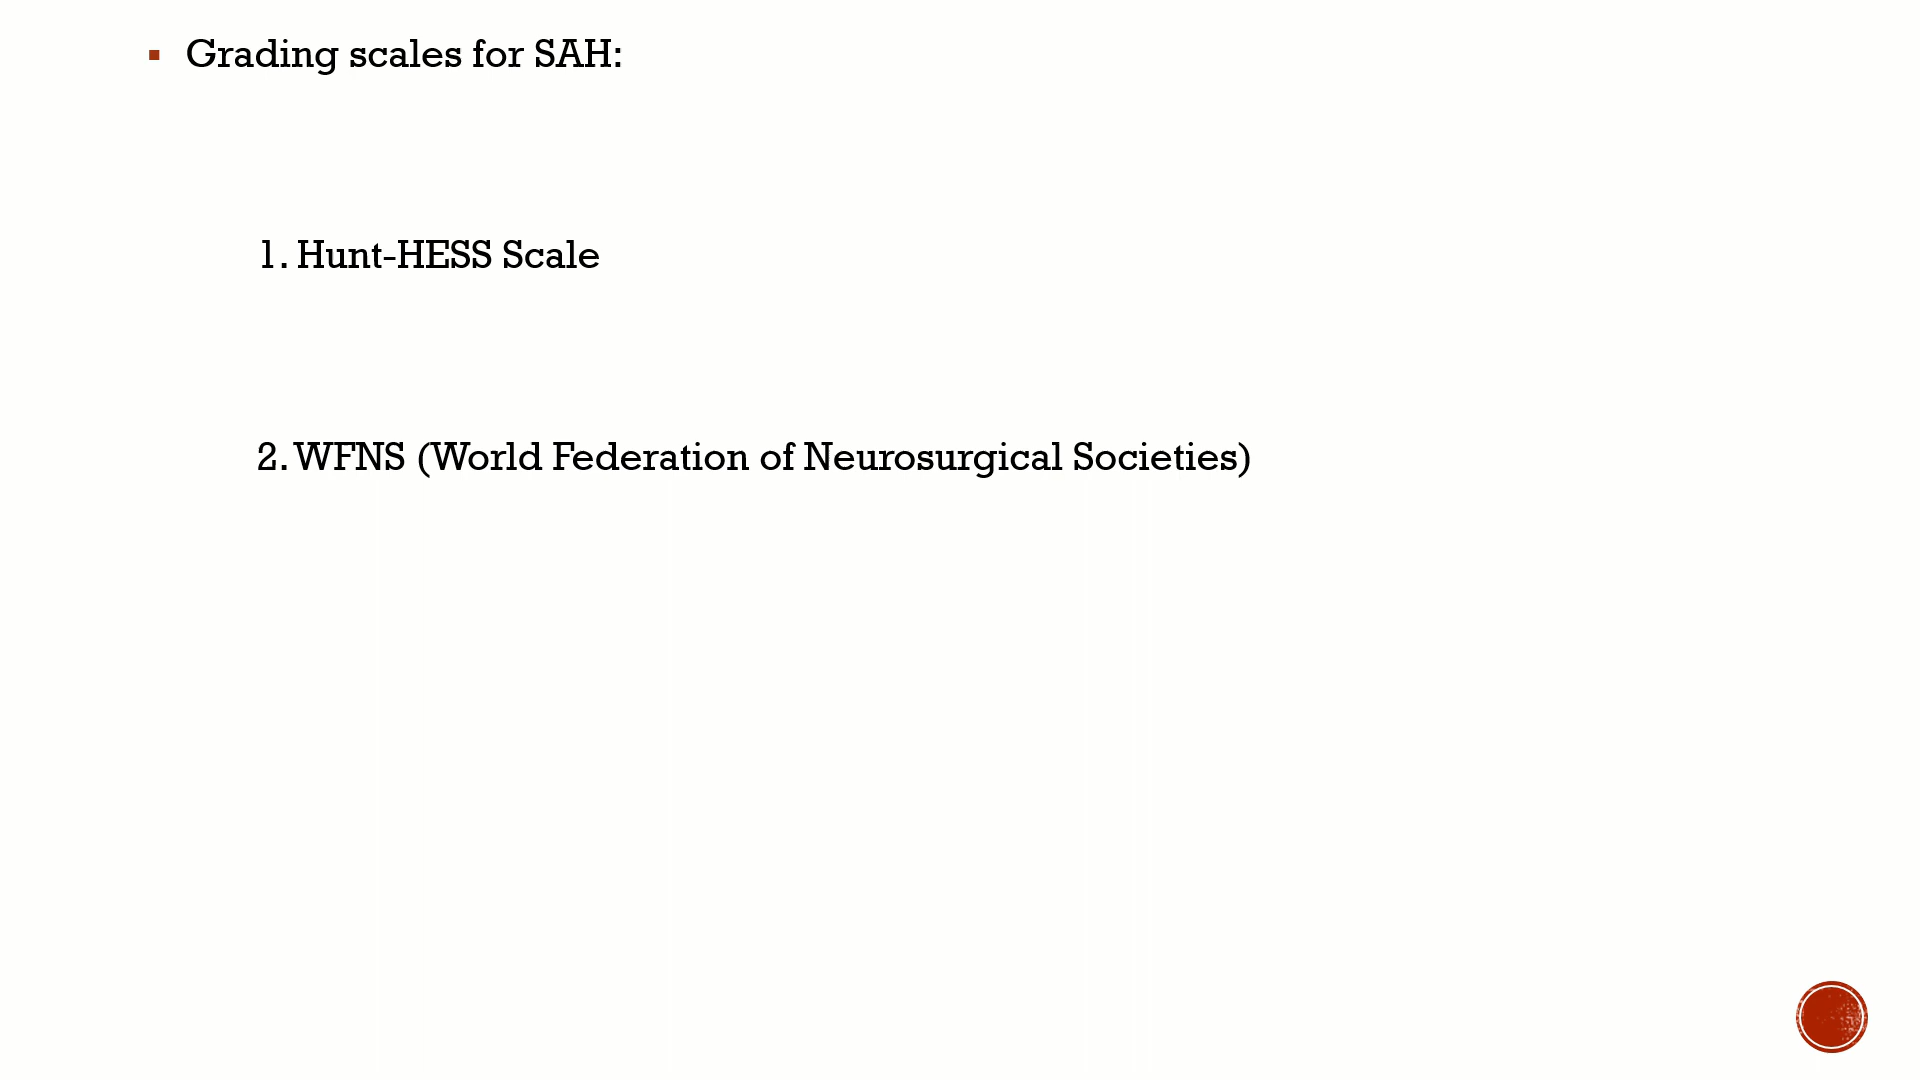 ▪ Grading scales for SAH:
1. Hunt-HESS Scale
2. WFNS (World Federation of Neurosurgical Societies)